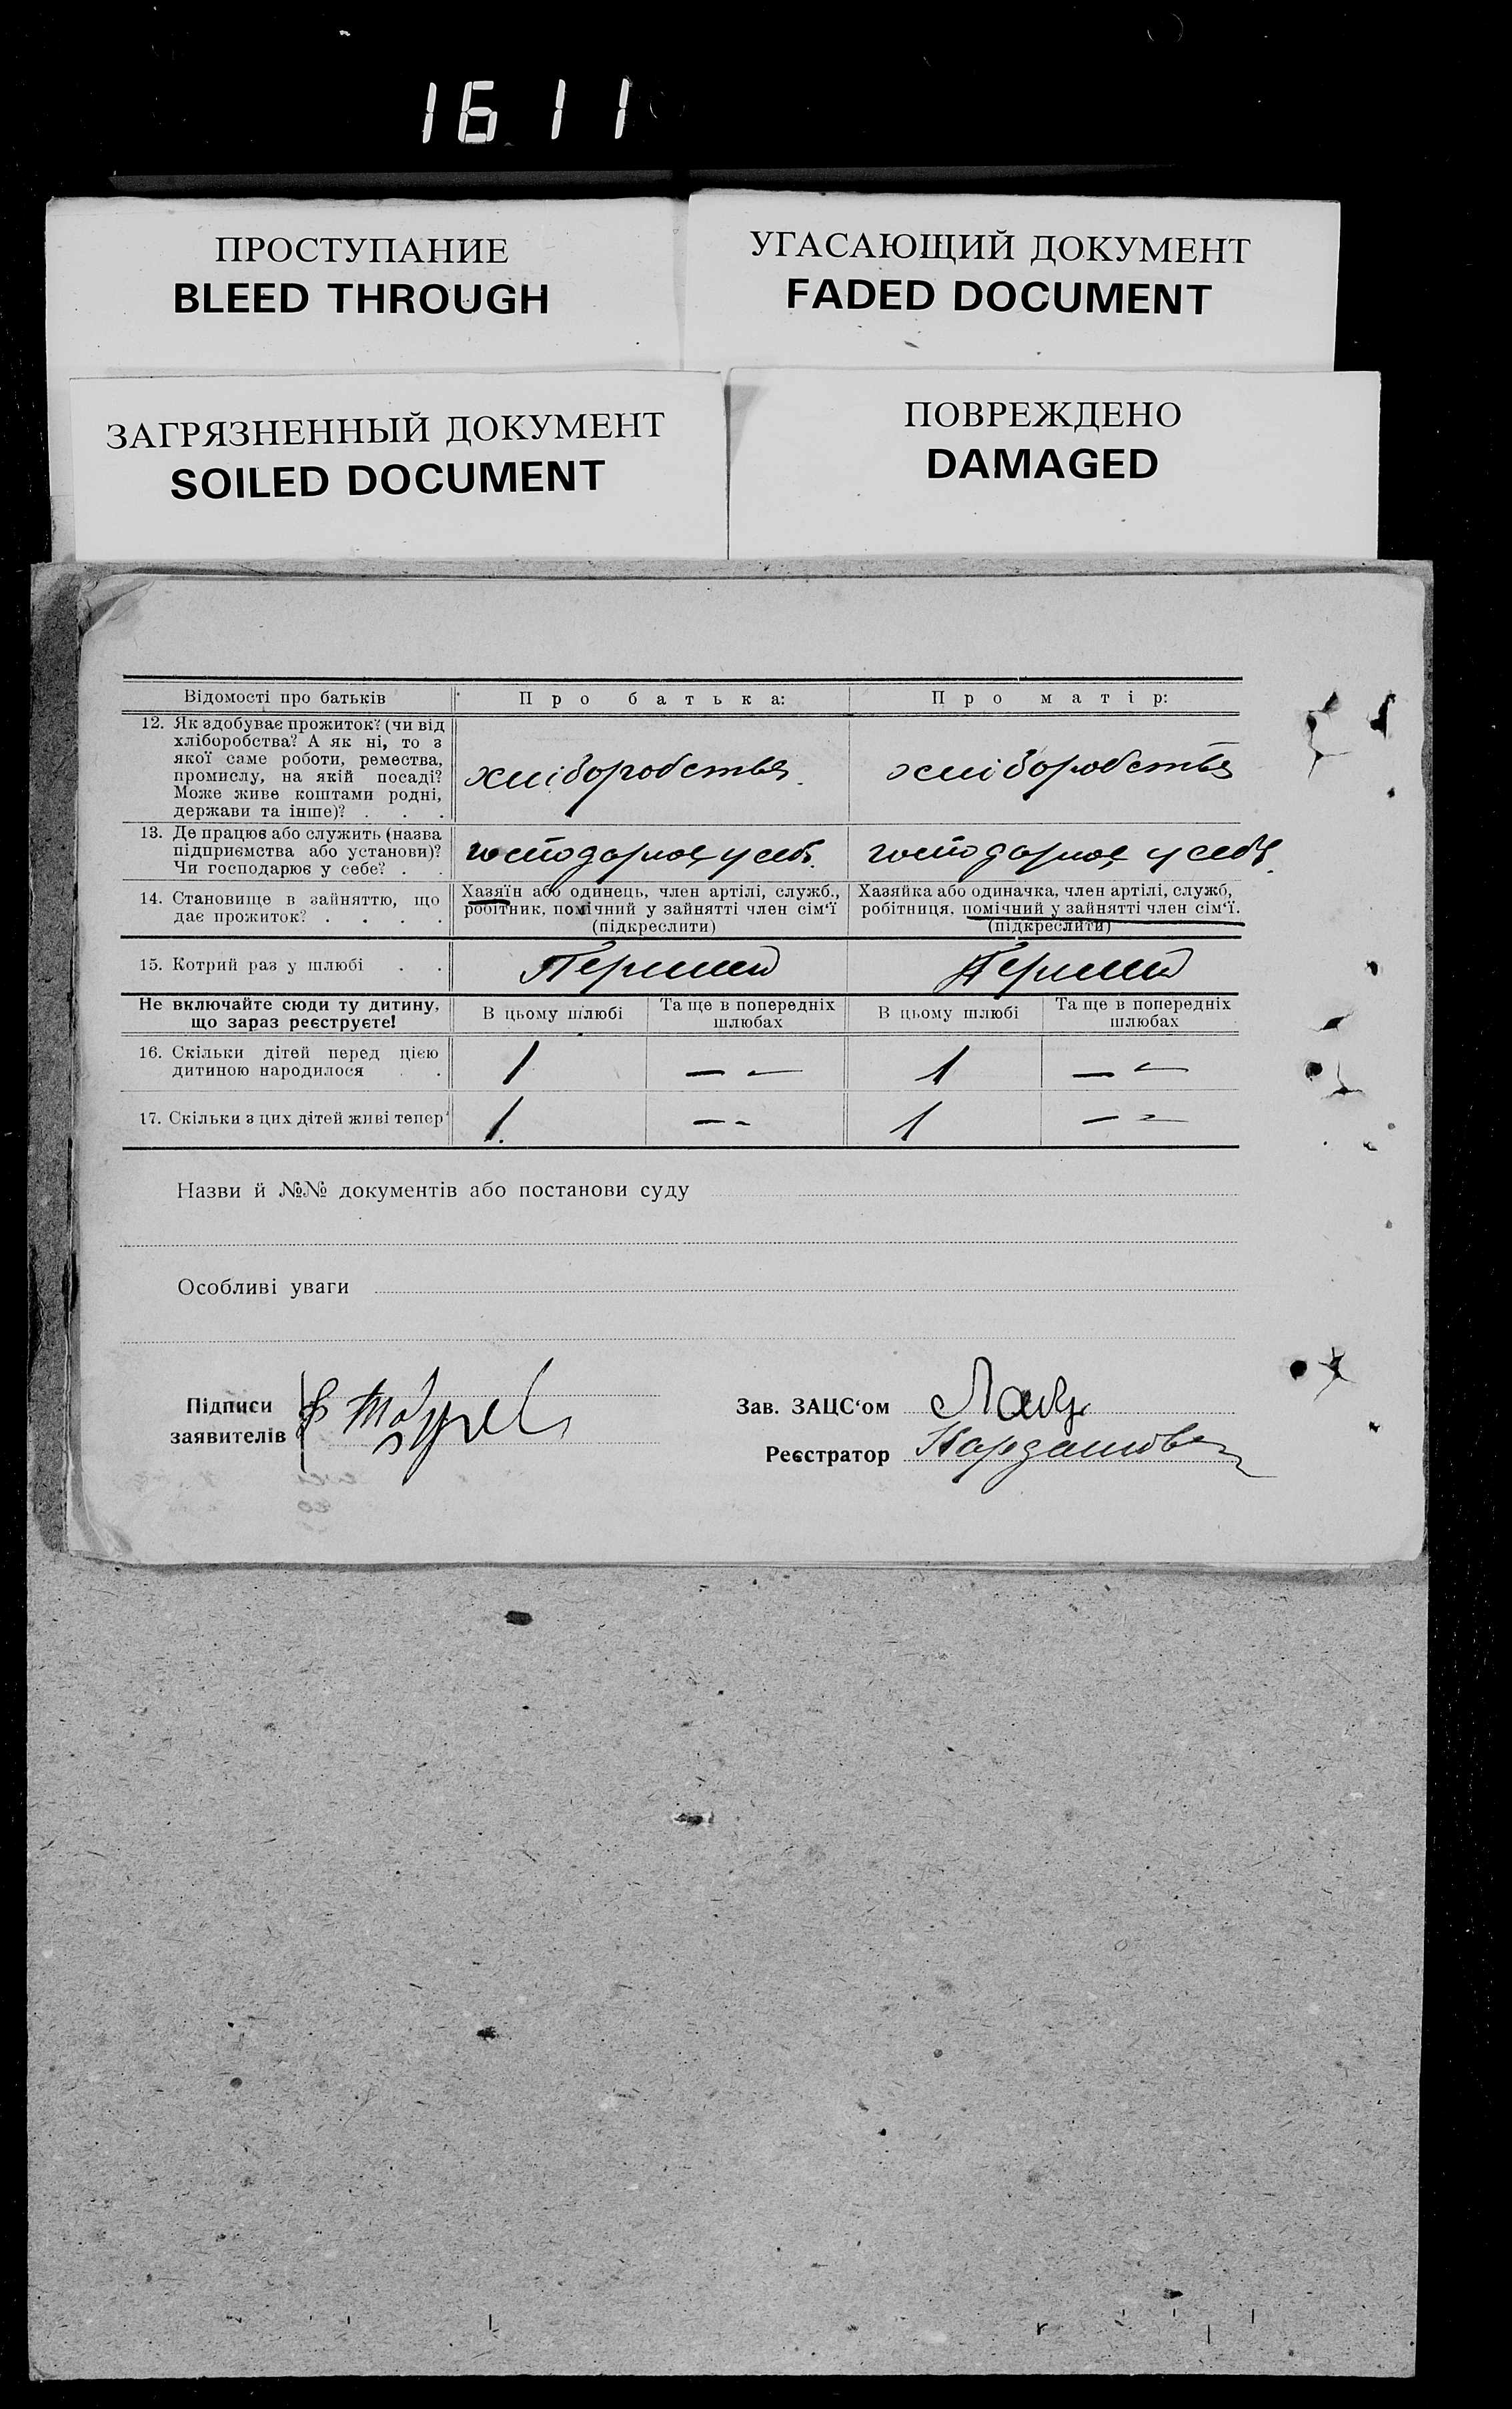 1611
ПРОСТУПАНИЕ
BLEED THROUGH
УГАСАЮЩИЙ ДОКУМЕНТ
FADED DOCUMENT
ЗАГРЯЗНЕННЫЙ ДОКУМЕНТ
SOILED DOCUMENT
ПОВРЕЖДЕНО
DAMAGED
Відомості про батьків
Про батька:
Про матір:
12. Як здобуває прожиток? (чи від
хліборобства? А як ні, то з
якої саме роботи, ремества,
промислу, на якій посаді?
Може живе коштами родні,
держави та інше)? . . .
хліборобства
хліборобства
13. Де працює або служить (назва
підприємства або установи)?
Чи господарює у себе? . .
господарює у себе
господарює у себе
14. Становище в зайняттю, що
дає прожиток? . . . .
Хазяїн або одинець, член артілі, служб.,
робітник, помічний у зайнятті член сім'ї
(підкреслити)
Хазяйка або одиначка, член артілі, служб,
робітниця, помічний у зайнятті член сім'ї.
(підкреслити)
15. Котрий раз у шлюбі . .
Перший
Перший
Не включайте сюди ту дитину,
що зараз реєструєте!
В цьому шлюбі
Та ще в попередніх
шлюбах
В цьому шлюбі
Та ще в попередніх
шлюбах
16. Скільки дітей перед цією
дитиною народилося . .
1
— —
1
— —
17. Скільки з цих дітей живі тепер
1.
— —
1
— —
Назви й №№ документів або постанови суду
Особливі уваги
Підписи
заявителів
Зав. ЗАЦС'ом
Реєстратор